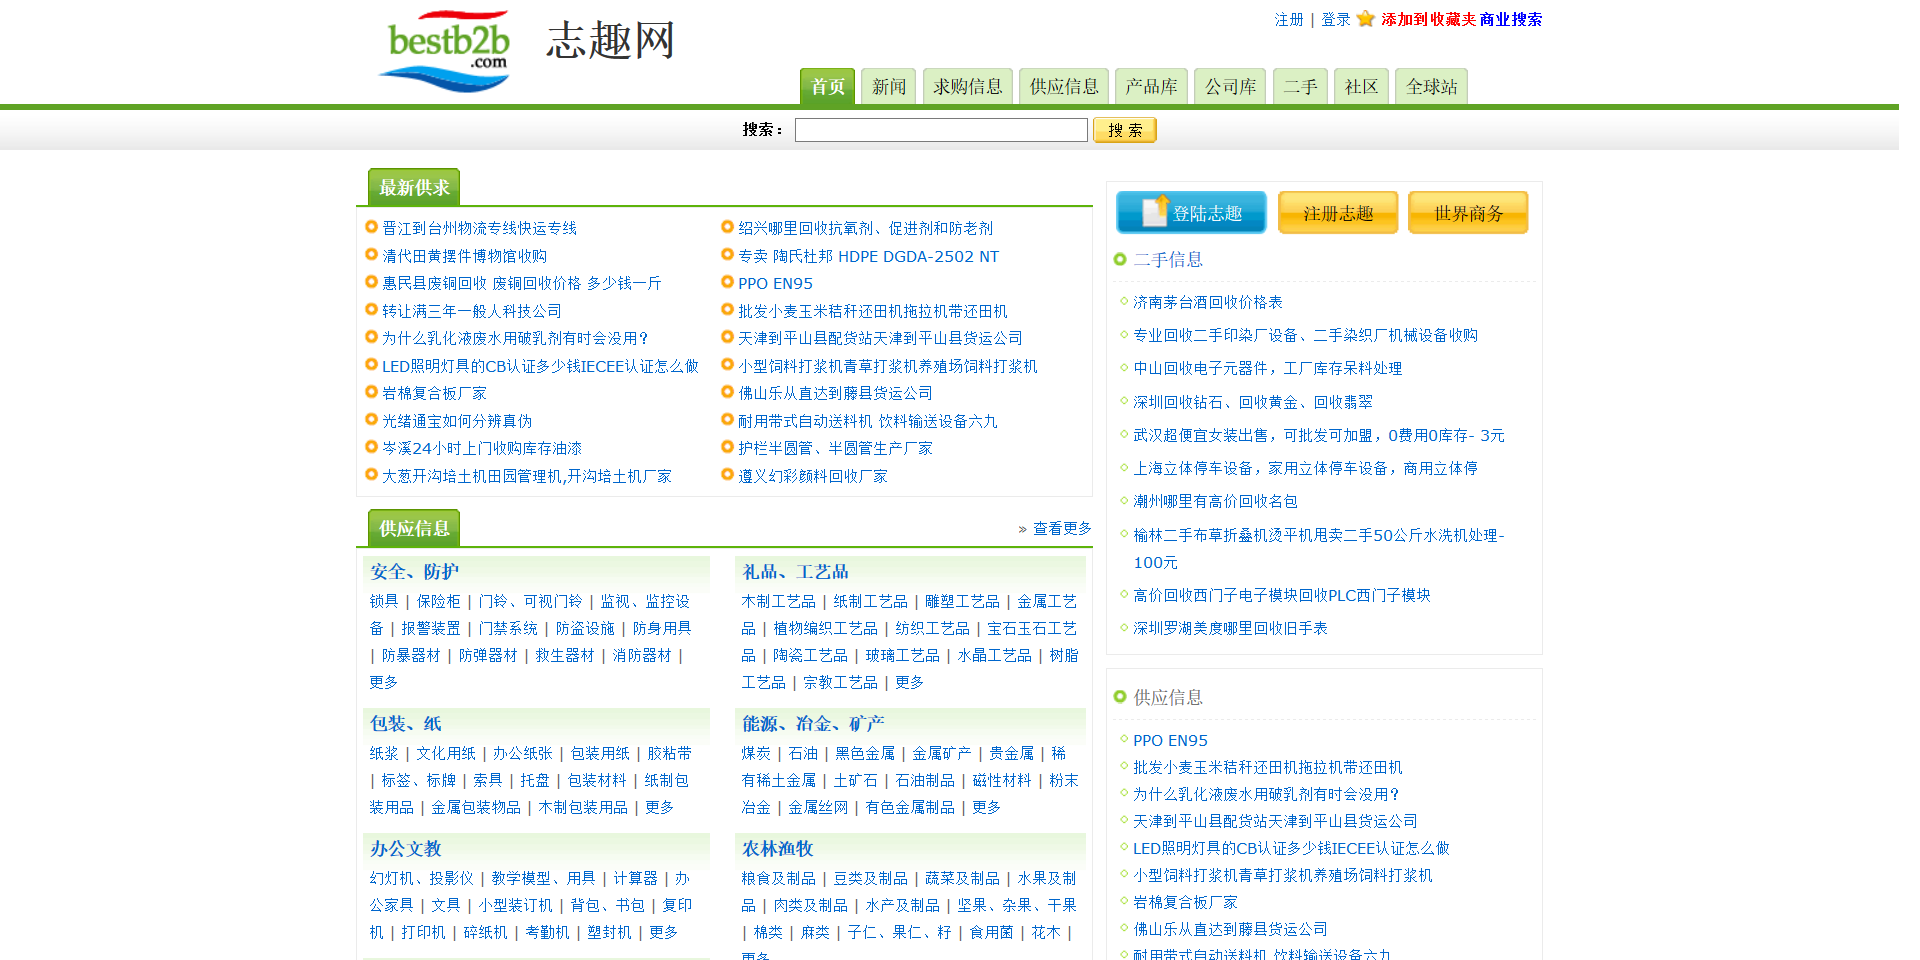 bestb2b
.com
志趣网
注册 | 登录 添加到收藏夹 商业搜索
首页 新闻 求购信息 供应信息 产品库 公司库 二手 社区 全球站
搜索： 搜 索
最新供求
晋江到台州物流专线快运专线
清代田黄摆件博物馆收购
惠民县废铜回收 废铜回收价格 多少钱一斤
转让满三年一般人科技公司
为什么乳化液废水用破乳剂有时会没用？
LED照明灯具的CB认证多少钱IECEE认证怎么做
岩棉复合板厂家
光绪通宝如何分辨真伪
岑溪24小时上门收购库存油漆
大葱开沟培土机田园管理机,开沟培土机厂家
绍兴哪里回收抗氧剂、促进剂和防老剂
专卖 陶氏杜邦 HDPE DGDA-2502 NT
PPO EN95
批发小麦玉米秸秆还田机拖拉机带还田机
天津到平山县配货站天津到平山县货运公司
小型饲料打浆机青草打浆机养殖场饲料打浆机
佛山乐从直达到藤县货运公司
耐用带式自动送料机 饮料输送设备六九
护栏半圆管、半圆管生产厂家
遵义幻彩颜料回收厂家
供应信息
» 查看更多
安全、防护
锁具 | 保险柜 | 门铃、可视门铃 | 监视、监控设
备 | 报警装置 | 门禁系统 | 防盗设施 | 防身用具
| 防暴器材 | 防弹器材 | 救生器材 | 消防器材 |
更多
礼品、工艺品
木制工艺品 | 纸制工艺品 | 雕塑工艺品 | 金属工艺
品 | 植物编织工艺品 | 纺织工艺品 | 宝石玉石工艺
品 | 陶瓷工艺品 | 玻璃工艺品 | 水晶工艺品 | 树脂
工艺品 | 宗教工艺品 | 更多
包装、纸
纸浆 | 文化用纸 | 办公纸张 | 包装用纸 | 胶粘带
| 标签、标牌 | 索具 | 托盘 | 包装材料 | 纸制包
装用品 | 金属包装物品 | 木制包装用品 | 更多
能源、冶金、矿产
煤炭 | 石油 | 黑色金属 | 金属矿产 | 贵金属 | 稀
有稀土金属 | 土矿石 | 石油制品 | 磁性材料 | 粉末
冶金 | 金属丝网 | 有色金属制品 | 更多
办公文教
幻灯机、投影仪 | 教学模型、用具 | 计算器 | 办
公家具 | 文具 | 小型装订机 | 背包、书包 | 复印
机 | 打印机 | 碎纸机 | 考勤机 | 塑封机 | 更多
农林渔牧
粮食及制品 | 豆类及制品 | 蔬菜及制品 | 水果及制
品 | 肉类及制品 | 水产及制品 | 坚果、杂果、干果
| 棉类 | 麻类 | 子仁、果仁、籽 | 食用菌 | 花木 |
更多
登陆志趣 注册志趣 世界商务
二手信息
济南茅台酒回收价格表
专业回收二手印染厂设备、二手染织厂机械设备收购
中山回收电子元器件，工厂库存呆料处理
深圳回收钻石、回收黄金、回收翡翠
武汉超便宜女装出售，可批发可加盟，0费用0库存- 3元
上海立体停车设备，家用立体停车设备，商用立体停
潮州哪里有高价回收名包
榆林二手布草折叠机烫平机甩卖二手50公斤水洗机处理-
100元
高价回收西门子电子模块回收PLC西门子模块
深圳罗湖美度哪里回收旧手表
供应信息
PPO EN95
批发小麦玉米秸秆还田机拖拉机带还田机
为什么乳化液废水用破乳剂有时会没用？
天津到平山县配货站天津到平山县货运公司
LED照明灯具的CB认证多少钱IECEE认证怎么做
小型饲料打浆机青草打浆机养殖场饲料打浆机
岩棉复合板厂家
佛山乐从直达到藤县货运公司
耐用带式自动送料机 饮料输送设备六九